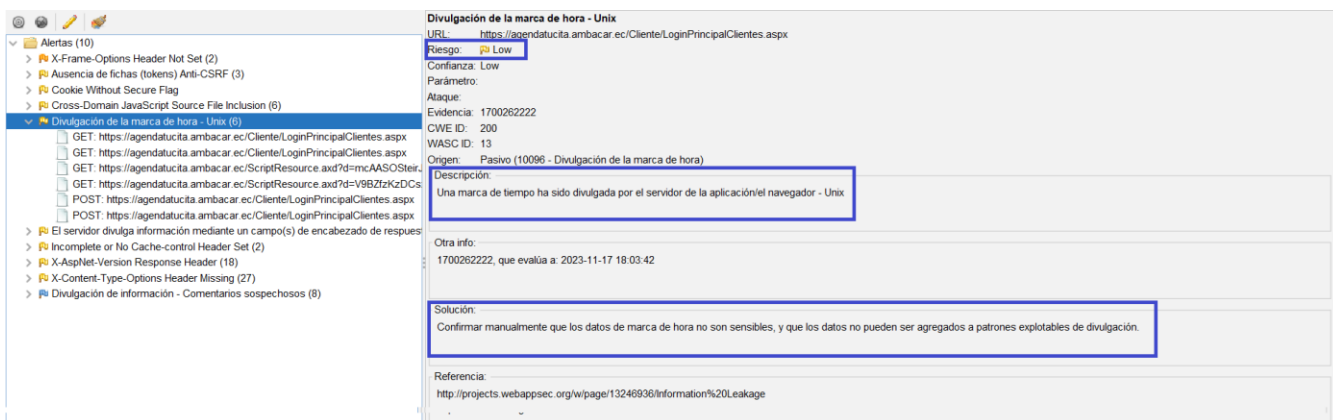 Alertas (10)
X-Frame-Options Header Not Set (2)
Ausencia de fichas (tokens) Anti-CSRF (3)
Cookie Without Secure Flag
Cross-Domain JavaScript Source File Inclusion (6)
Divulgación de la marca de hora - Unix (6)
GET: https://agendatucita.ambacar.ec/Cliente/LoginPrincipalClientes.aspx
GET: https://agendatucita.ambacar.ec/Cliente/LoginPrincipalClientes.aspx
GET: https://agendatucita.ambacar.ec/ScriptResource.axd?d=mcAASOSteirJ
GET: https://agendatucita.ambacar.ec/ScriptResource.axd?d=V9BZfzKzDCs
POST: https://agendatucita.ambacar.ec/Cliente/LoginPrincipalClientes.aspx
POST: https://agendatucita.ambacar.ec/Cliente/LoginPrincipalClientes.aspx
El servidor divulga información mediante un campo(s) de encabezado de respues
Incomplete or No Cache-control Header Set (2)
X-AspNet-Version Response Header (18)
X-Content-Type-Options Header Missing (27)
Divulgación de información - Comentarios sospechosos (8)
Divulgación de la marca de hora - Unix
URL: https://agendatucita.ambacar.ec/Cliente/LoginPrincipalClientes.aspx
Riesgo: Low
Confianza: Low
Parámetro:
Ataque:
Evidencia: 1700262222
CWE ID: 200
WASC ID: 13
Origen: Pasivo (10096 - Divulgación de la marca de hora)
Descripción:
Una marca de tiempo ha sido divulgada por el servidor de la aplicación/el navegador - Unix
Otra info:
1700262222, que evalúa a: 2023-11-17 18:03:42
Solución:
Confirmar manualmente que los datos de marca de hora no son sensibles, y que los datos no pueden ser agregados a patrones explotables de divulgación.
Referencia:
http://projects.webappsec.org/w/page/13246936/Information%20Leakage